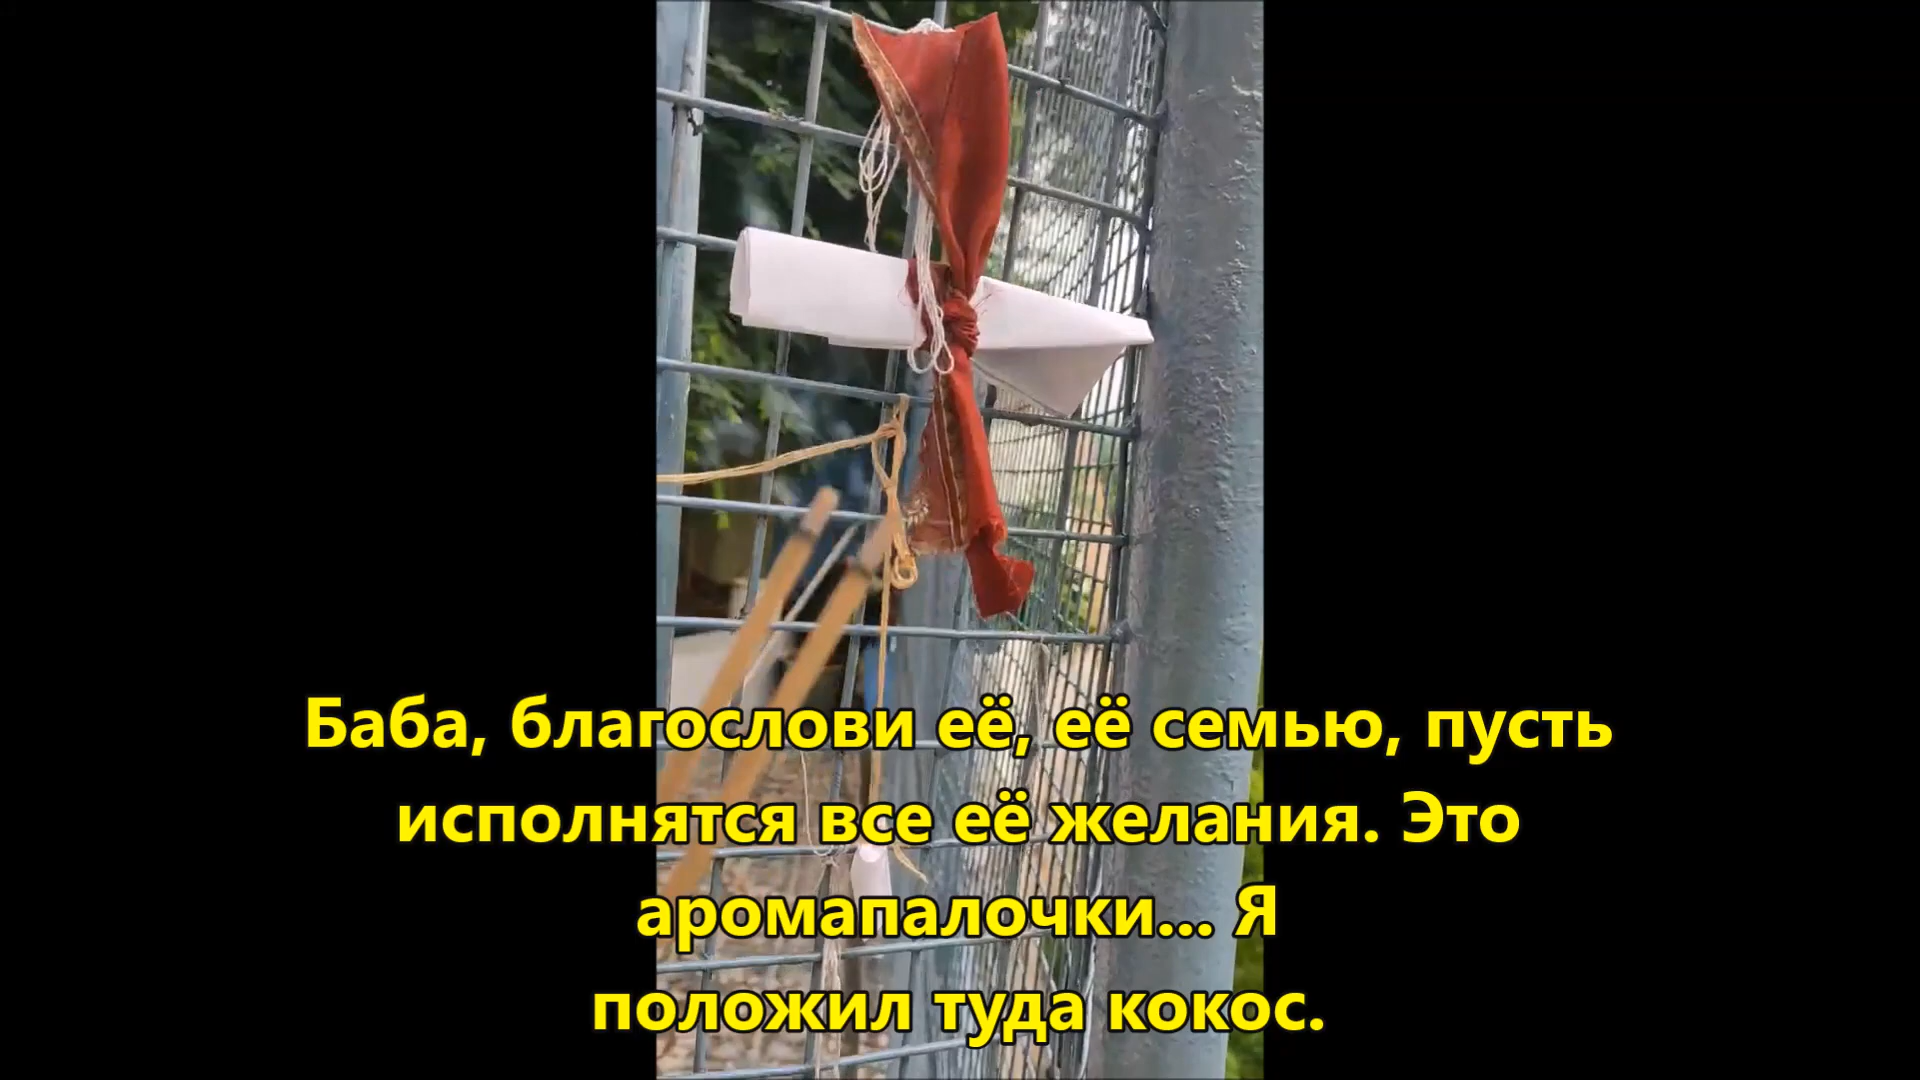 Баба, благослови её, её семью, пусть
исполнятся все её желания. Это
аромапалочки... Я
положил туда кокос.